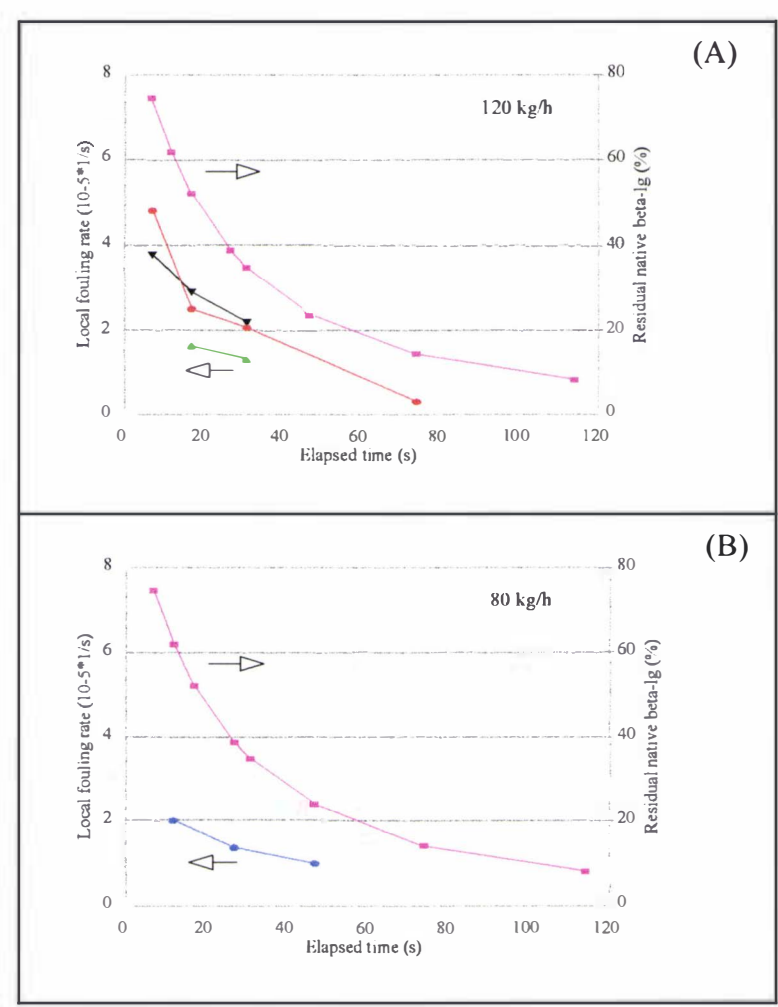 (A)
8
80
120 kg/h
6
60
4
40
2
20
0
0
Local fouling rate (10-5*1/s)
Residual native beta-lg (%)
0 20 40 60 80 100 120
Elapsed time (s)
(B)
8
80
80 kg/h
6
60
4
40
2
20
0
0
Local fouling rate (10-5*1/s)
Residual native beta-lg (%)
0 20 40 60 80 100 120
Elapsed time (s)